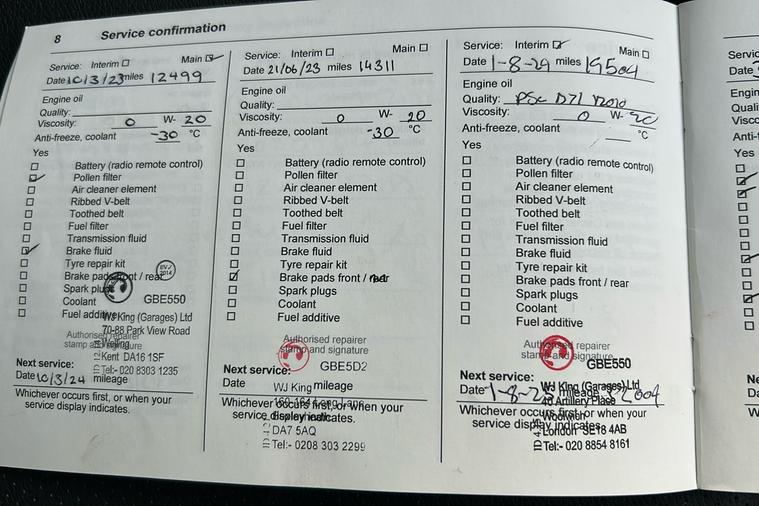 8 Service confirmation
Service: Interim Main
Date 10/3/23 miles 12499
Engine oil
Quality:
Viscosity: 0 W- 20
Anti-freeze, coolant -30 °C
Yes
Battery (radio remote control)
Pollen filter
Air cleaner element
Ribbed V-belt
Toothed belt
Fuel filter
Transmission fluid
Brake fluid
Tyre repair kit
Brake pads front / rear
Spark plugs
Coolant
GBE550
Fuel additive
WJ King (Garages) Ltd
70-88 Park View Road
Authorised repairer
stamp and signature
Welling
Kent DA16 1SF
Tel:- 020 8303 1235
Next service:
Date 10/3/24 mileage
Whichever occurs first, or when your
service display indicates.
Service: Interim Main
Date 21/06/23 miles 14311
Engine oil
Quality:
Viscosity: 0 W- 20
Anti-freeze, coolant -30 °C
Yes
Battery (radio remote control)
Pollen filter
Air cleaner element
Ribbed V-belt
Toothed belt
Fuel filter
Transmission fluid
Brake fluid
Tyre repair kit
Brake pads front / rear
Spark plugs
Coolant
Fuel additive
Authorised repairer
stamp and signature
GBE5D2
Next service:
Date mileage
WJ King
Whichever occurs first, or when your
service display indicates.
DA7 5AQ
Tel:- 0208 303 2299
Service: Interim Main
Date 1-8-24 miles 19504
Engine oil
Quality: PSC B71 2010
Viscosity: 0 W- 20
Anti-freeze, coolant °C
Yes
Battery (radio remote control)
Pollen filter
Air cleaner element
Ribbed V-belt
Toothed belt
Fuel filter
Transmission fluid
Brake fluid
Tyre repair kit
Brake pads front / rear
Spark plugs
Coolant
Fuel additive
Authorised repairer
stamp and signature
GBE550
Next service:
WJ King (Garages) Ltd
Date 1-8-25 mileage
Artillery Place
Whichever occurs first, or when your
Woolwich
service display indicates.
London SE18 4AB
Tel:- 020 8854 8161
Date
Yes